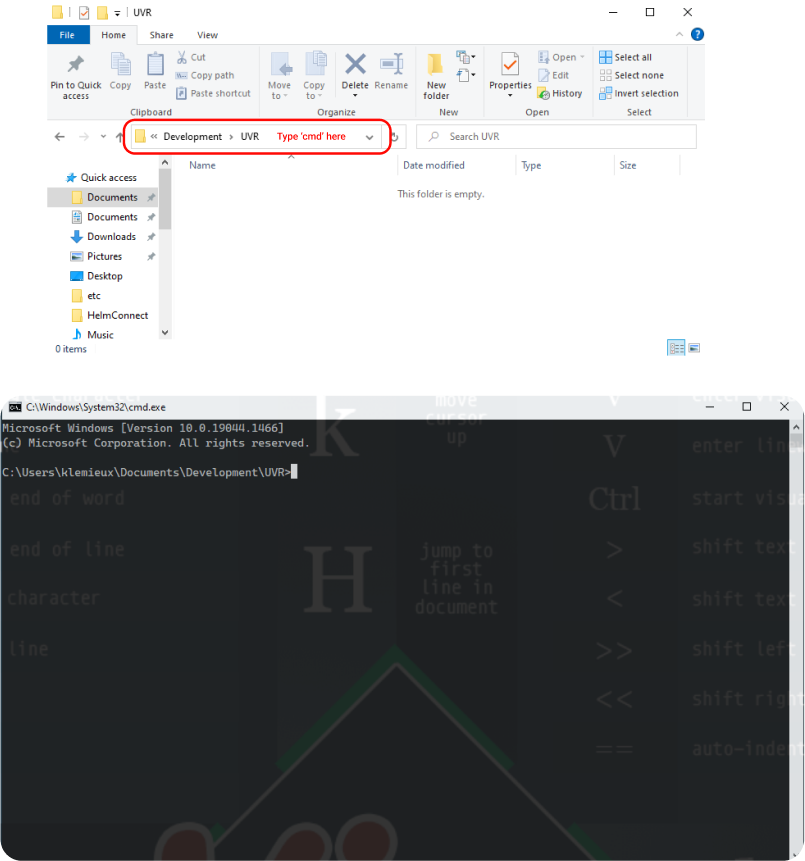 UVR
File Home Share View
Pin to Quick access
Copy
Paste
Cut
Copy path
Paste shortcut
Clipboard
Move to
Copy to
Delete
Rename
Organize
New folder
New
Properties
Open
Edit
History
Open
Select all
Select none
Invert selection
Select
« Development > UVR Type 'cmd' here
Search UVR
Name Date modified Type Size
This folder is empty.
Quick access
Documents
Documents
Downloads
Pictures
Desktop
etc
HelmConnect
Music
0 items
C:\Windows\System32\cmd.exe
Microsoft Windows [Version 10.0.19044.1466]
(c) Microsoft Corporation. All rights reserved.
C:\Users\klemieux\Documents\Development\UVR>
k
move
cursor
up
V
enter line
end of word
Ctrl
start
end of line
H
jump to
first
line in
document
>
shift text
character
<
shift text
line
>>
shift left
<<
shift right
==
auto-indent